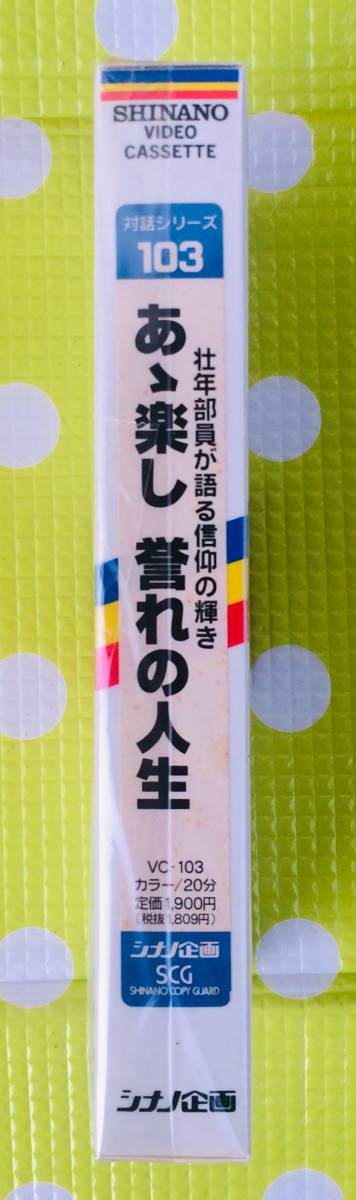 SHINANO
VIDEO
CASSETTE
対話シリーズ
103
壮年部員が語る信仰の輝き
あゝ楽し 誉れの人生
VC-103
カラー/20分
定価1,900円
(税抜1,809円)
シナノ企画
SCG
SHINANO COPY GUARD
シナノ企画